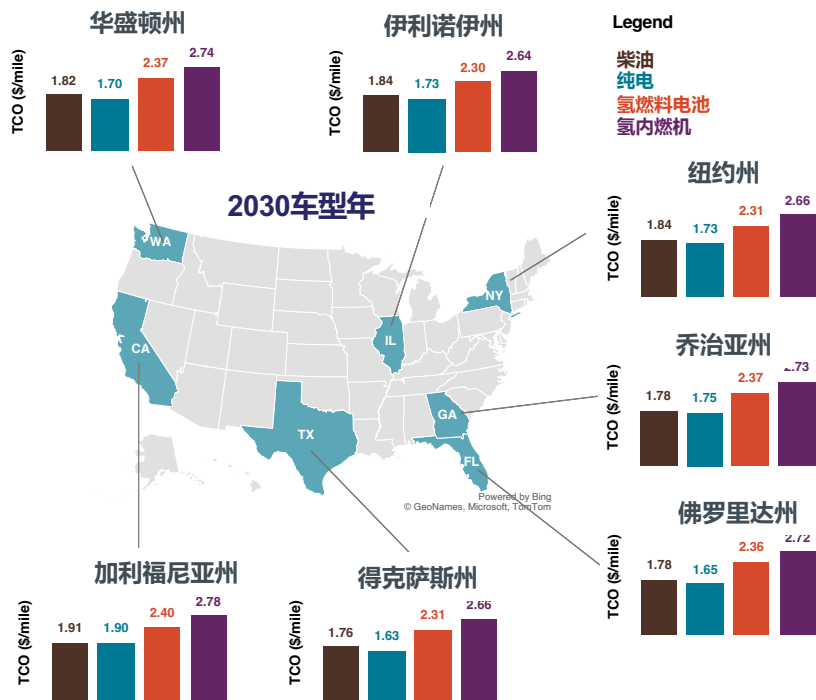 华盛顿州
TCO ($/mile)
1.82
1.70
2.37
2.74
伊利诺伊州
TCO ($/mile)
1.84
1.73
2.30
2.64
Legend
柴油
纯电
氢燃料电池
氢内燃机
2030车型年
纽约州
TCO ($/mile)
1.84
1.73
2.31
2.66
WA
NY
IL
CA
GA
TX
FL
乔治亚州
TCO ($/mile)
1.78
1.75
2.37
2.73
Powered by Bing
© GeoNames, Microsoft, TomTom
佛罗里达州
TCO ($/mile)
1.78
1.65
2.36
2.72
加利福尼亚州
TCO ($/mile)
1.91
1.90
2.40
2.78
得克萨斯州
TCO ($/mile)
1.76
1.63
2.31
2.66